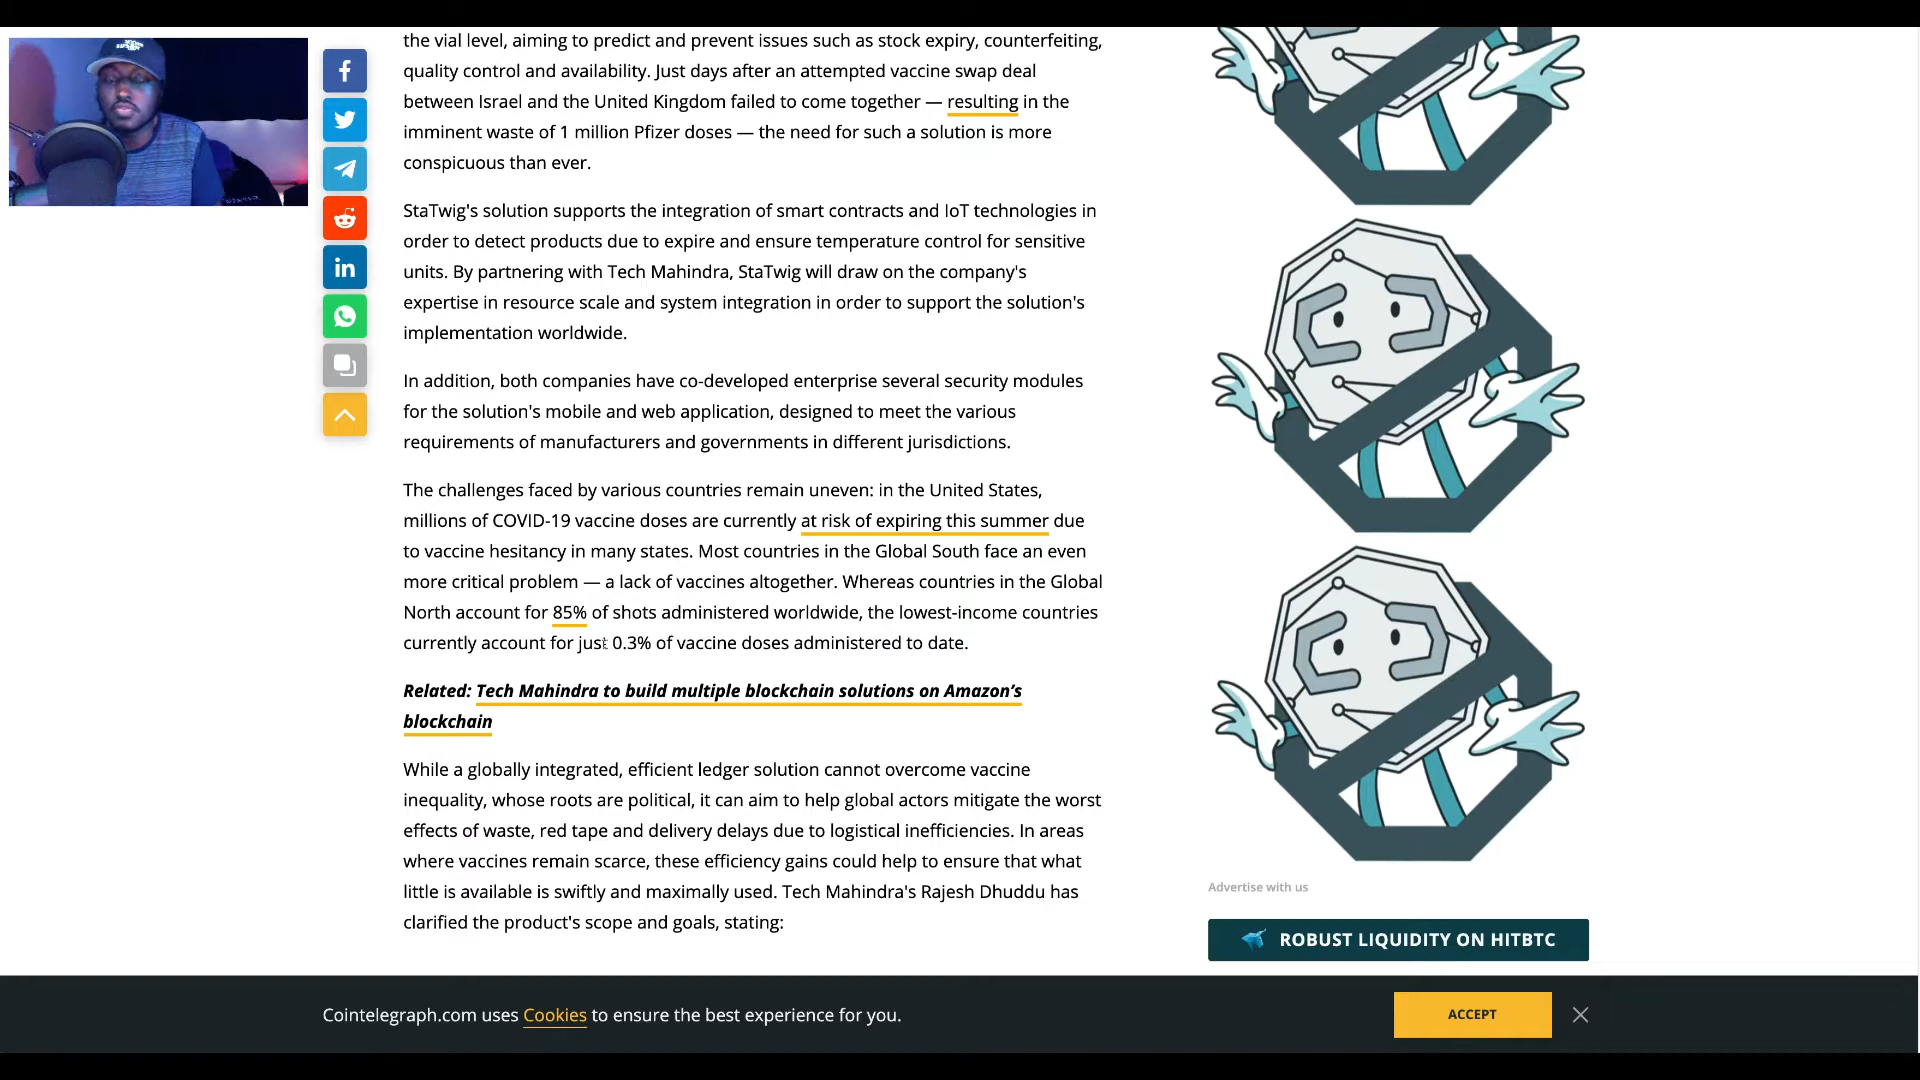 the vial level, aiming to predict and prevent issues such as stock expiry, counterfeiting,
quality control and availability. Just days after an attempted vaccine swap deal
between Israel and the United Kingdom failed to come together — resulting in the
imminent waste of 1 million Pfizer doses — the need for such a solution is more
conspicuous than ever.
StaTwig's solution supports the integration of smart contracts and IoT technologies in
order to detect products due to expire and ensure temperature control for sensitive
units. By partnering with Tech Mahindra, StaTwig will draw on the company's
expertise in resource scale and system integration in order to support the solution's
implementation worldwide.
In addition, both companies have co-developed enterprise several security modules
for the solution's mobile and web application, designed to meet the various
requirements of manufacturers and governments in different jurisdictions.
The challenges faced by various countries remain uneven: in the United States,
millions of COVID-19 vaccine doses are currently at risk of expiring this summer due
to vaccine hesitancy in many states. Most countries in the Global South face an even
more critical problem — a lack of vaccines altogether. Whereas countries in the Global
North account for 85% of shots administered worldwide, the lowest-income countries
currently account for just 0.3% of vaccine doses administered to date.
Related: Tech Mahindra to build multiple blockchain solutions on Amazon’s
blockchain
While a globally integrated, efficient ledger solution cannot overcome vaccine
inequality, whose roots are political, it can aim to help global actors mitigate the worst
effects of waste, red tape and delivery delays due to logistical inefficiencies. In areas
where vaccines remain scarce, these efficiency gains could help to ensure that what
little is available is swiftly and maximally used. Tech Mahindra's Rajesh Dhuddu has
clarified the product's scope and goals, stating:
Advertise with us
ROBUST LIQUIDITY ON HITBTC
Cointelegraph.com uses Cookies to ensure the best experience for you.
ACCEPT